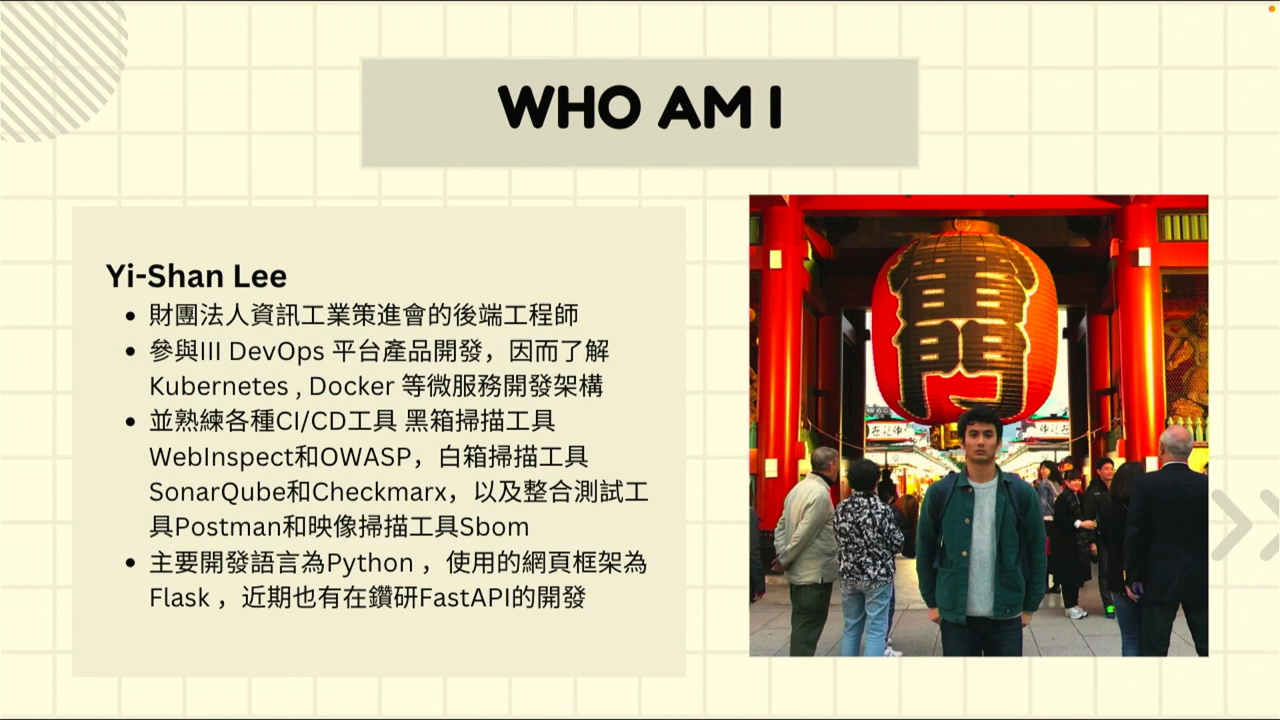 WHO AM I
Yi-Shan Lee
財團法人資訊工業策進會的後端工程師
參與III DevOps 平台產品開發，因而了解
Kubernetes , Docker 等微服務開發架構
並熟練各種CI/CD工具 黑箱掃描工具
WebInspect和OWASP，白箱掃描工具
SonarQube和Checkmarx，以及整合測試工
具Postman和映像掃描工具Sbom
主要開發語言為Python ，使用的網頁框架為
Flask ，近期也有在鑽研FastAPI的開發